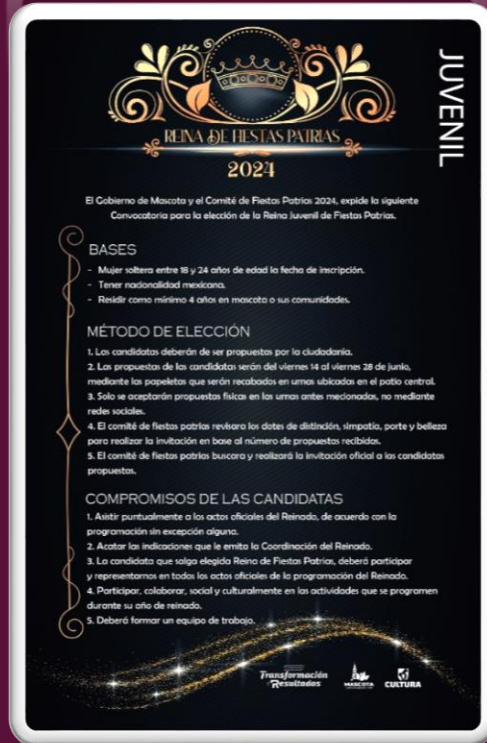 JUVENIL
REINA DE FIESTAS PATRIAS
2024
El Gobierno de Mascota y el Comité de Fiestas Patrias 2024, expide la siguiente
Convocatoria para la elección de la Reina Juvenil de Fiestas Patrias.
BASES
- Mujer soltera entre 18 y 24 años de edad la fecha de inscripción.
- Tener nacionalidad mexicana.
- Residir como mínimo 4 años en mascota o sus comunidades.
MÉTODO DE ELECCIÓN
1. Las candidatas deberán de ser propuestas por la ciudadanía.
2. Las propuestas de las candidatas serán del viernes 14 al viernes 28 de junio,
mediante las papeletas que serán recabados en urnas ubicadas en el patio central.
3. Solo se aceptarán propuestas físicas en las urnas antes mecionadas, no mediante
redes sociales.
4. El comité de fiestas patrias revisara los dotes de distinción, simpatía, porte y belleza
para realizar la invitación en base al número de propuestas recibidas.
5. El comité de fiestas patrias buscara y realizará la invitación oficial a las candidatas
propuestas.
COMPROMISOS DE LAS CANDIDATAS
1. Asistir puntualmente a los actos oficiales del Reinado, de acuerdo con la
programación sin excepción alguna.
2. Acatar las indicaciones que le emita la Coordinación del Reinado.
3. La candidata que salga elegida Reina de Fiestas Patrias, deberá participar
y representarnos en todos los actos oficiales de la programación del Reinado.
4. Participar, colaborar, social y culturalmente en las actividades que se programen
durante su año de reinado.
5. Deberá formar un equipo de trabajo.
Transformación
Resultados
MASCOTA
CULTURA